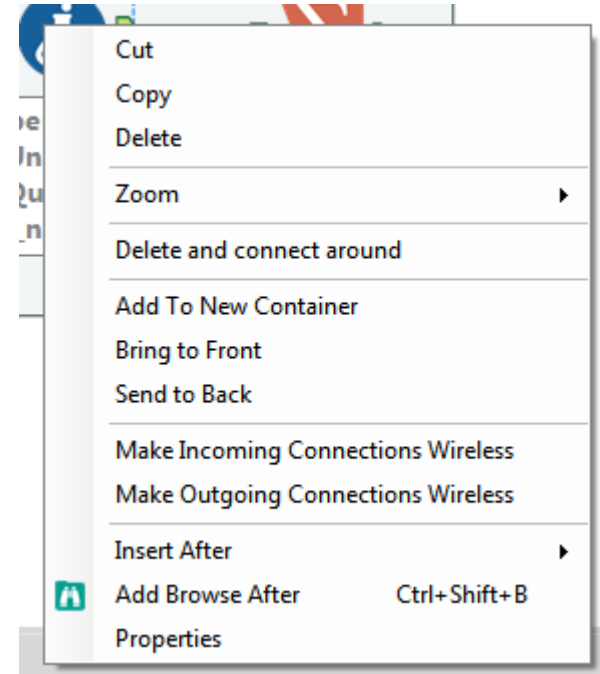 Cut
Copy
Delete
Zoom
Delete and connect around
Add To New Container
Bring to Front
Send to Back
Make Incoming Connections Wireless
Make Outgoing Connections Wireless
Insert After
Add Browse After Ctrl+Shift+B
Properties